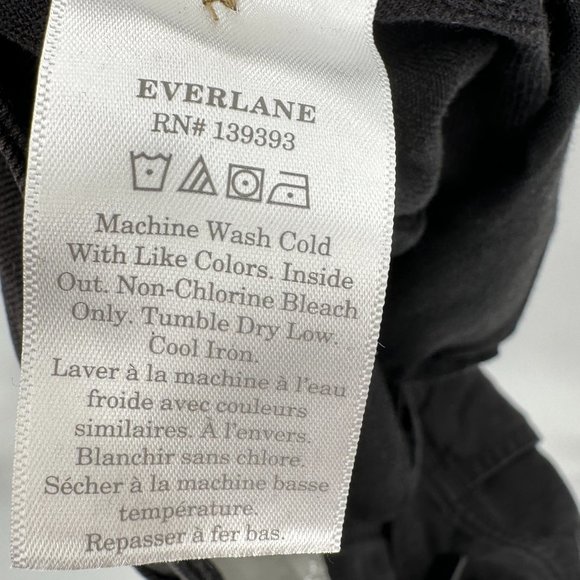 EVERLANE
RN# 139393
Machine Wash Cold
With Like Colors. Inside
Out. Non-Chlorine Bleach
Only. Tumble Dry Low.
Cool Iron.
Laver à la machine à l'eau
froide avec couleurs
similaires. À l'envers.
Blanchir sans chlore.
Sécher à la machine basse
température.
Repasser à fer bas.